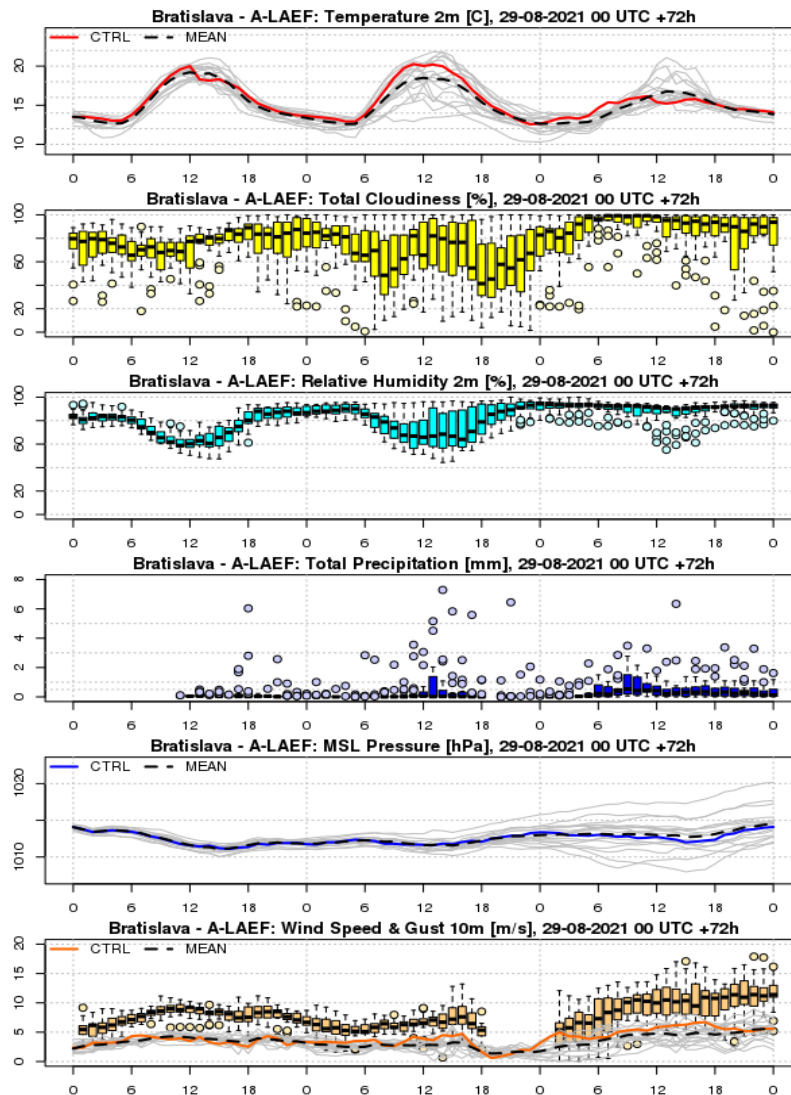 Bratislava - A-LAEF: Temperature 2m [C], 29-08-2021 00 UTC +72h
CTRL MEAN
20
15
10
0 6 12 18 0 6 12 18 0 6 12 18 0
Bratislava - A-LAEF: Total Cloudiness [%], 29-08-2021 00 UTC +72h
100
60
20
0
0 6 12 18 0 6 12 18 0 6 12 18 0
Bratislava - A-LAEF: Relative Humidity 2m [%], 29-08-2021 00 UTC +72h
100
60
20
0
0 6 12 18 0 6 12 18 0 6 12 18 0
Bratislava - A-LAEF: Total Precipitation [mm], 29-08-2021 00 UTC +72h
8
6
4
2
0
0 6 12 18 0 6 12 18 0 6 12 18 0
Bratislava - A-LAEF: MSL Pressure [hPa], 29-08-2021 00 UTC +72h
CTRL MEAN
1020
1010
0 6 12 18 0 6 12 18 0 6 12 18 0
Bratislava - A-LAEF: Wind Speed & Gust 10m [m/s], 29-08-2021 00 UTC +72h
CTRL MEAN
20
15
10
5
0
0 6 12 18 0 6 12 18 0 6 12 18 0